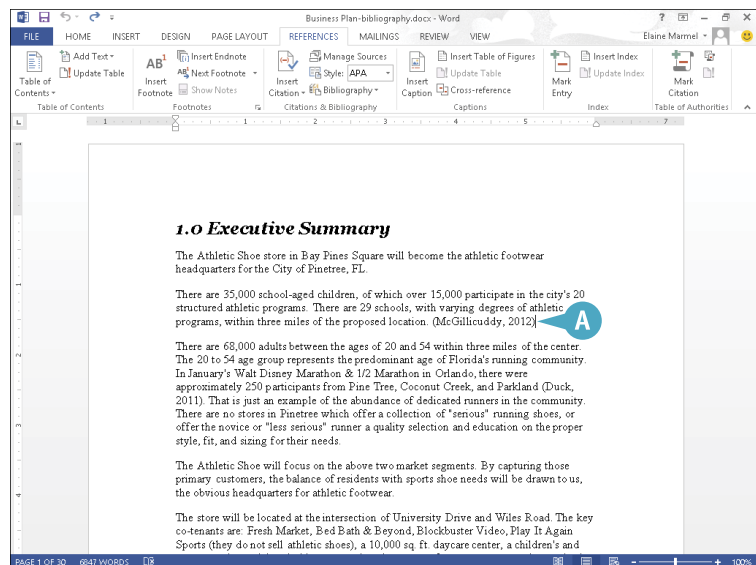 Business Plan-bibliography.docx - Word
FILE HOME INSERT DESIGN PAGE LAYOUT REFERENCES MAILINGS REVIEW VIEW Elaine Marmel
Table of Contents
Add Text
Update Table
Table of Contents
AB1 Insert Footnote
Insert Endnote
Next Footnote
Show Notes
Footnotes
Insert Citation
Manage Sources
Style: APA
Bibliography
Citations & Bibliography
Insert Caption
Insert Table of Figures
Update Table
Cross-reference
Captions
Mark Entry
Insert Index
Update Index
Index
Mark Citation
Table of Authorities
1 1 2 3 4 5 7
1.0 Executive Summary
The Athletic Shoe store in Bay Pines Square will become the athletic footwear
headquarters for the City of Pinetree, FL.
There are 35,000 school-aged children, of which over 15,000 participate in the city's 20
structured athletic programs. There are 29 schools, with varying degrees of athletic
programs, within three miles of the proposed location. (McGillicuddy, 2012)
A
There are 68,000 adults between the ages of 20 and 54 within three miles of the center.
The 20 to 54 age group represents the predominant age of Florida's running community.
In January's Walt Disney Marathon & 1/2 Marathon in Orlando, there were
approximately 250 participants from Pine Tree, Coconut Creek, and Parkland (Duck,
2011). That is just an example of the abundance of dedicated runners in the community.
There are no stores in Pinetree which offer a collection of "serious" running shoes, or
offer the novice or "less serious" runner a quality selection and education on the proper
style, fit, and sizing for their needs.
The Athletic Shoe will focus on the above two market segments. By capturing those
primary customers, the balance of residents with sports shoe needs will be drawn to us,
the obvious headquarters for athletic footwear.
The store will be located at the intersection of University Drive and Wiles Road. The key
co-tenants are: Fresh Market, Bed Bath & Beyond, Blockbuster Video, Play It Again
Sports (they do not sell athletic shoes), a 10,000 sq. ft. daycare center, a children's and
PAGE 1 OF 30 6847 WORDS 100%